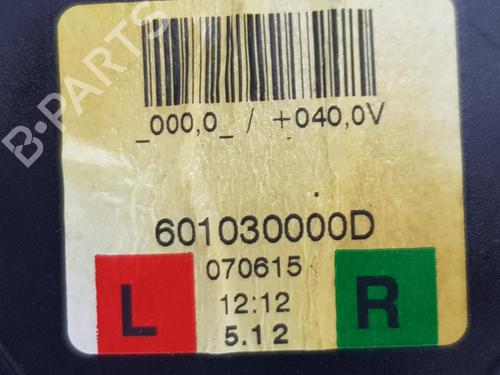 B-PARTS
_000,0_ / +040,0V
601030000D
070615
L
12:12
R
5.12